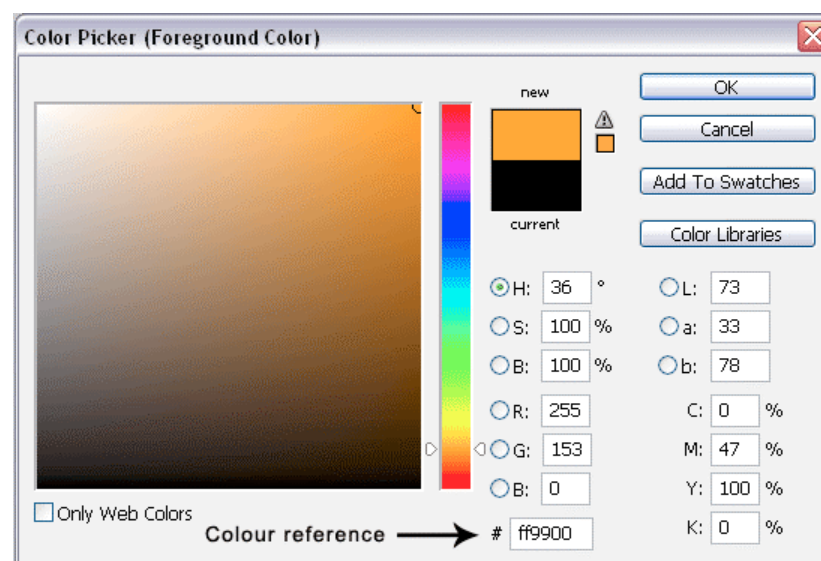 Color Picker (Foreground Color)
new
current
OK
Cancel
Add To Swatches
Color Libraries
H: 36 °
S: 100 %
B: 100 %
R: 255
G: 153
B: 0
# ff9900
L: 73
a: 33
b: 78
C: 0 %
M: 47 %
Y: 100 %
K: 0 %
Only Web Colors
Colour reference